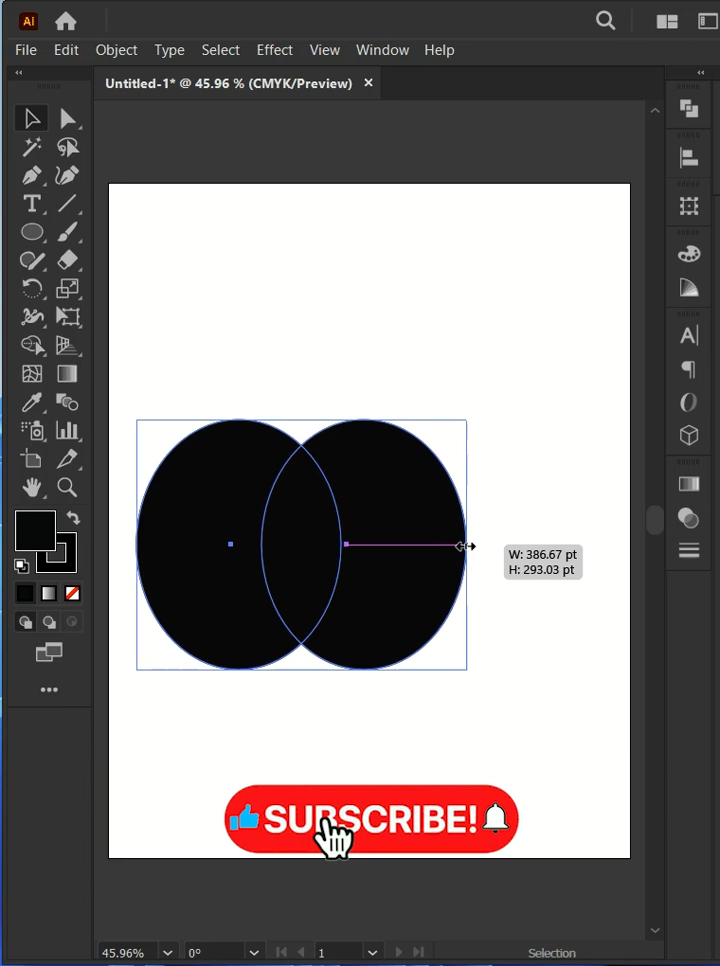 Ai
File Edit Object Type Select Effect View Window Help
Untitled-1* @ 45.96 % (CMYK/Preview) ×
W: 386.67 pt
H: 293.03 pt
SUBSCRIBE!
45.96% 0° 1 Selection